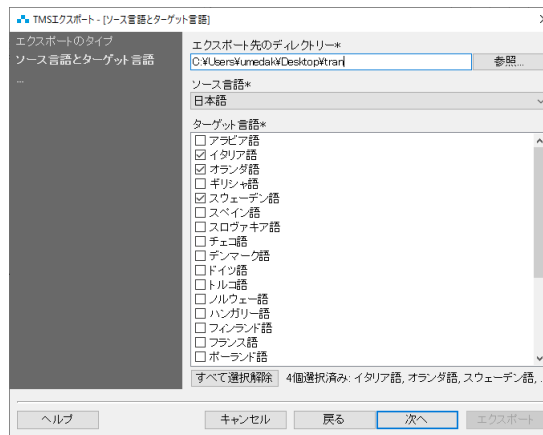 TMSエクスポート - [ソース言語とターゲット言語]
エクスポートのタイプ
ソース言語とターゲット言語
...
エクスポート先のディレクトリー*
C:¥Users¥umedak¥Desktop¥tran
参照...
ソース言語*
日本語
ターゲット言語*
アラビア語
イタリア語
オランダ語
ギリシャ語
スウェーデン語
スペイン語
スロヴァキア語
チェコ語
デンマーク語
ドイツ語
トルコ語
ノルウェー語
ハンガリー語
フィンランド語
フランス語
ポーランド語
すべて選択解除 4個選択済み: イタリア語, オランダ語, スウェーデン語, ...
ヘルプ キャンセル 戻る 次へ エクスポート